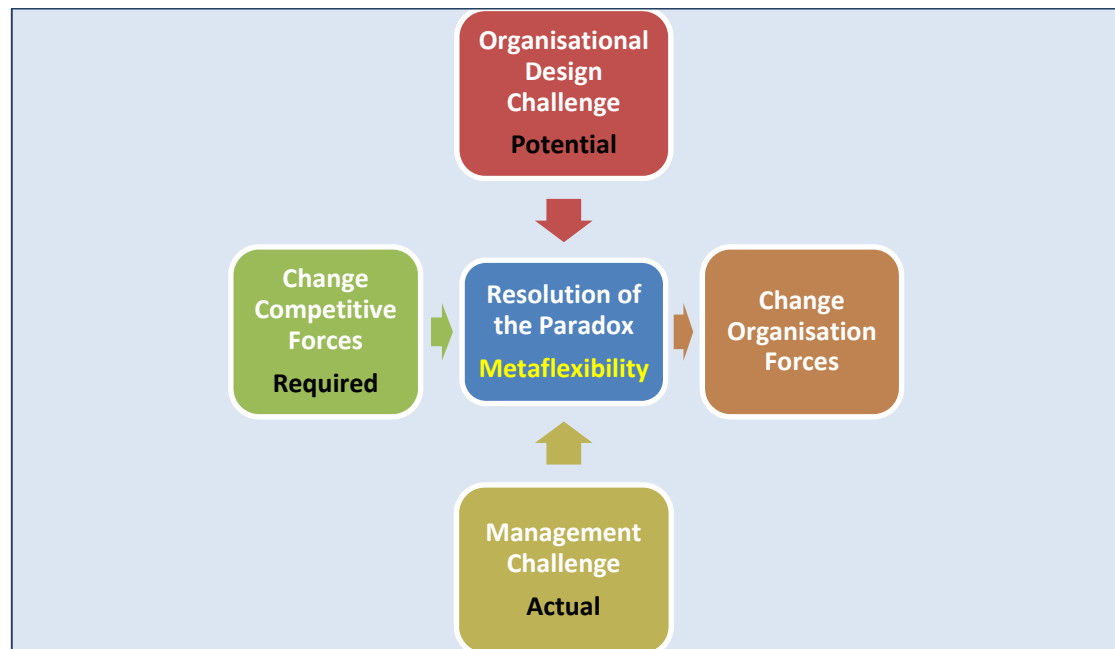 Organisational
Design
Challenge
Potential
Change
Competitive
Forces
Required
Resolution of
the Paradox
Metaflexibility
Change
Organisation
Forces
Management
Challenge
Actual